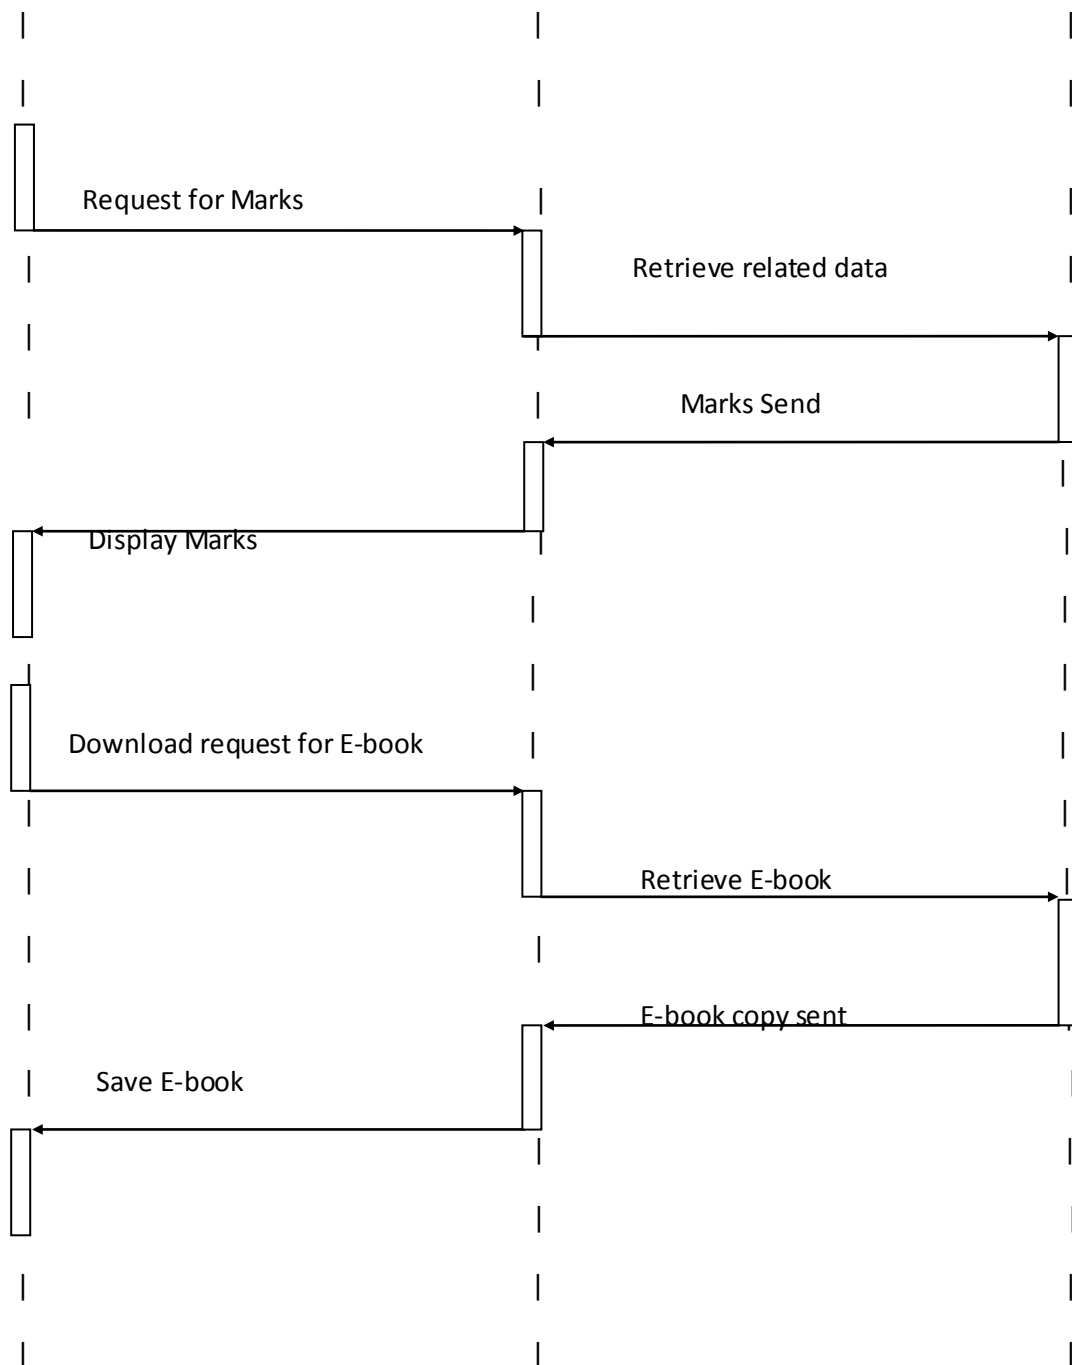 Request for Marks
Retrieve related data
Marks Send
Display Marks
Download request for E-book
Retrieve E-book
E-book copy sent
Save E-book